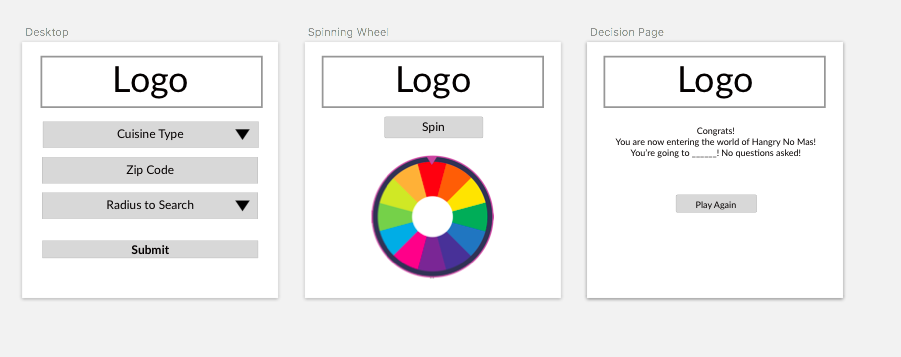 Desktop
Logo
Cuisine Type
Zip Code
Radius to Search
Submit
Spinning Wheel
Logo
Spin
Decision Page
Logo
Congrats!
You are now entering the world of Hangry No Mas!
You're going to ______! No questions asked!
Play Again